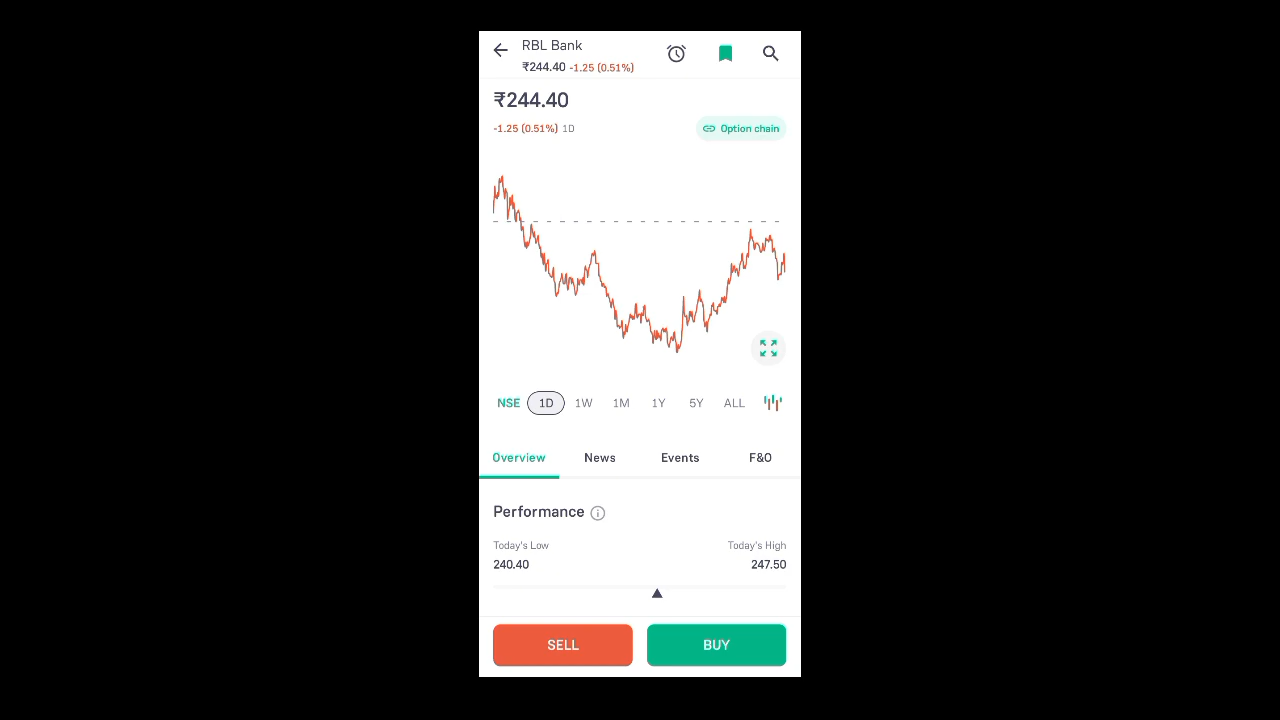 RBL Bank
₹244.40 -1.25 (0.51%)
₹244.40
-1.25 (0.51%) 1D
Option chain
NSE 1D 1W 1M 1Y 5Y ALL
Overview News Events F&O
Performance
Today's Low Today's High
240.40 247.50
SELL BUY